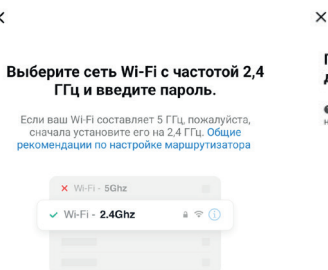 Выберите сеть Wi-Fi с частотой 2,4
ГГц и введите пароль.
Если ваш Wi-Fi составляет 5 ГГц, пожалуйста,
сначала установите его на 2,4 ГГц. Общие
рекомендации по настройке маршрутизатора
Wi-Fi - 5Ghz
Wi-Fi - 2.4Ghz